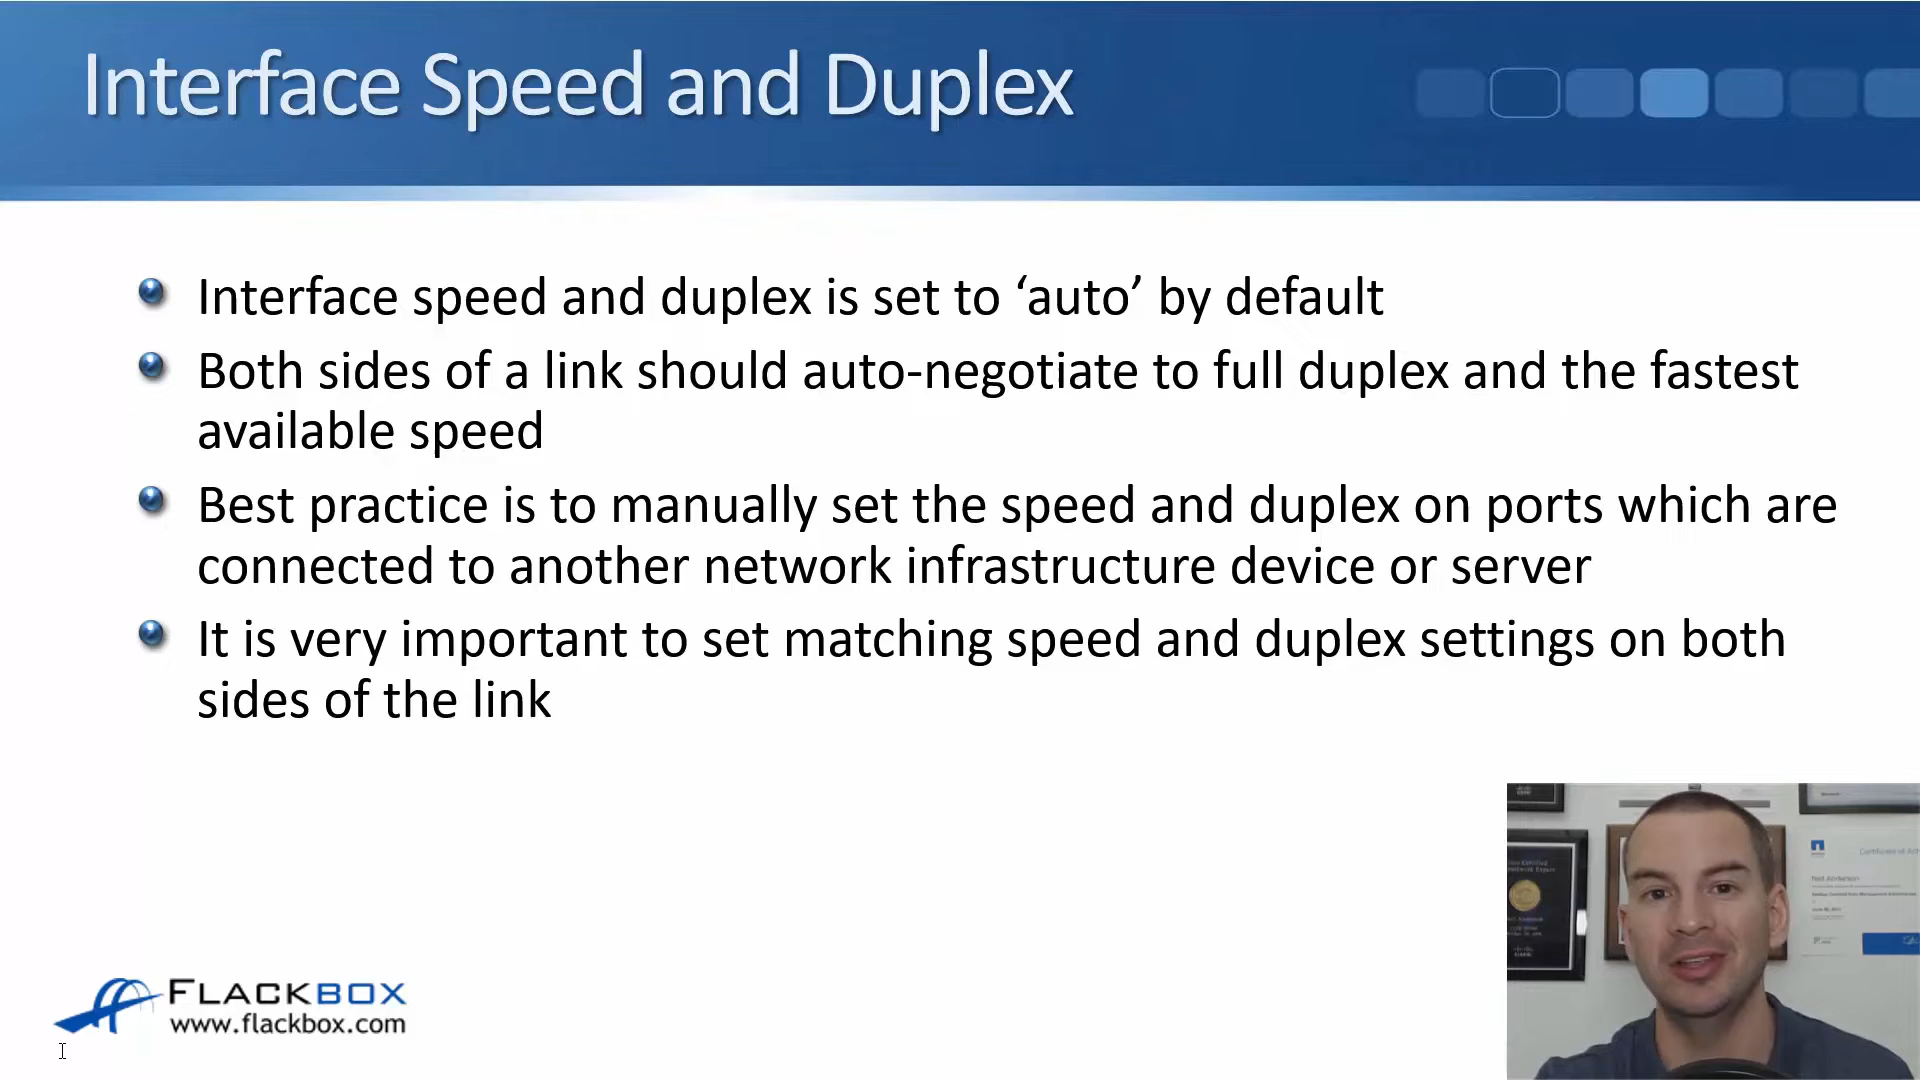 Interface Speed and Duplex
Interface speed and duplex is set to ‘auto’ by default
Both sides of a link should auto-negotiate to full duplex and the fastest
available speed
Best practice is to manually set the speed and duplex on ports which are
connected to another network infrastructure device or server
It is very important to set matching speed and duplex settings on both
sides of the link
FLACKBOX
www.flackbox.com
Neil Anderson